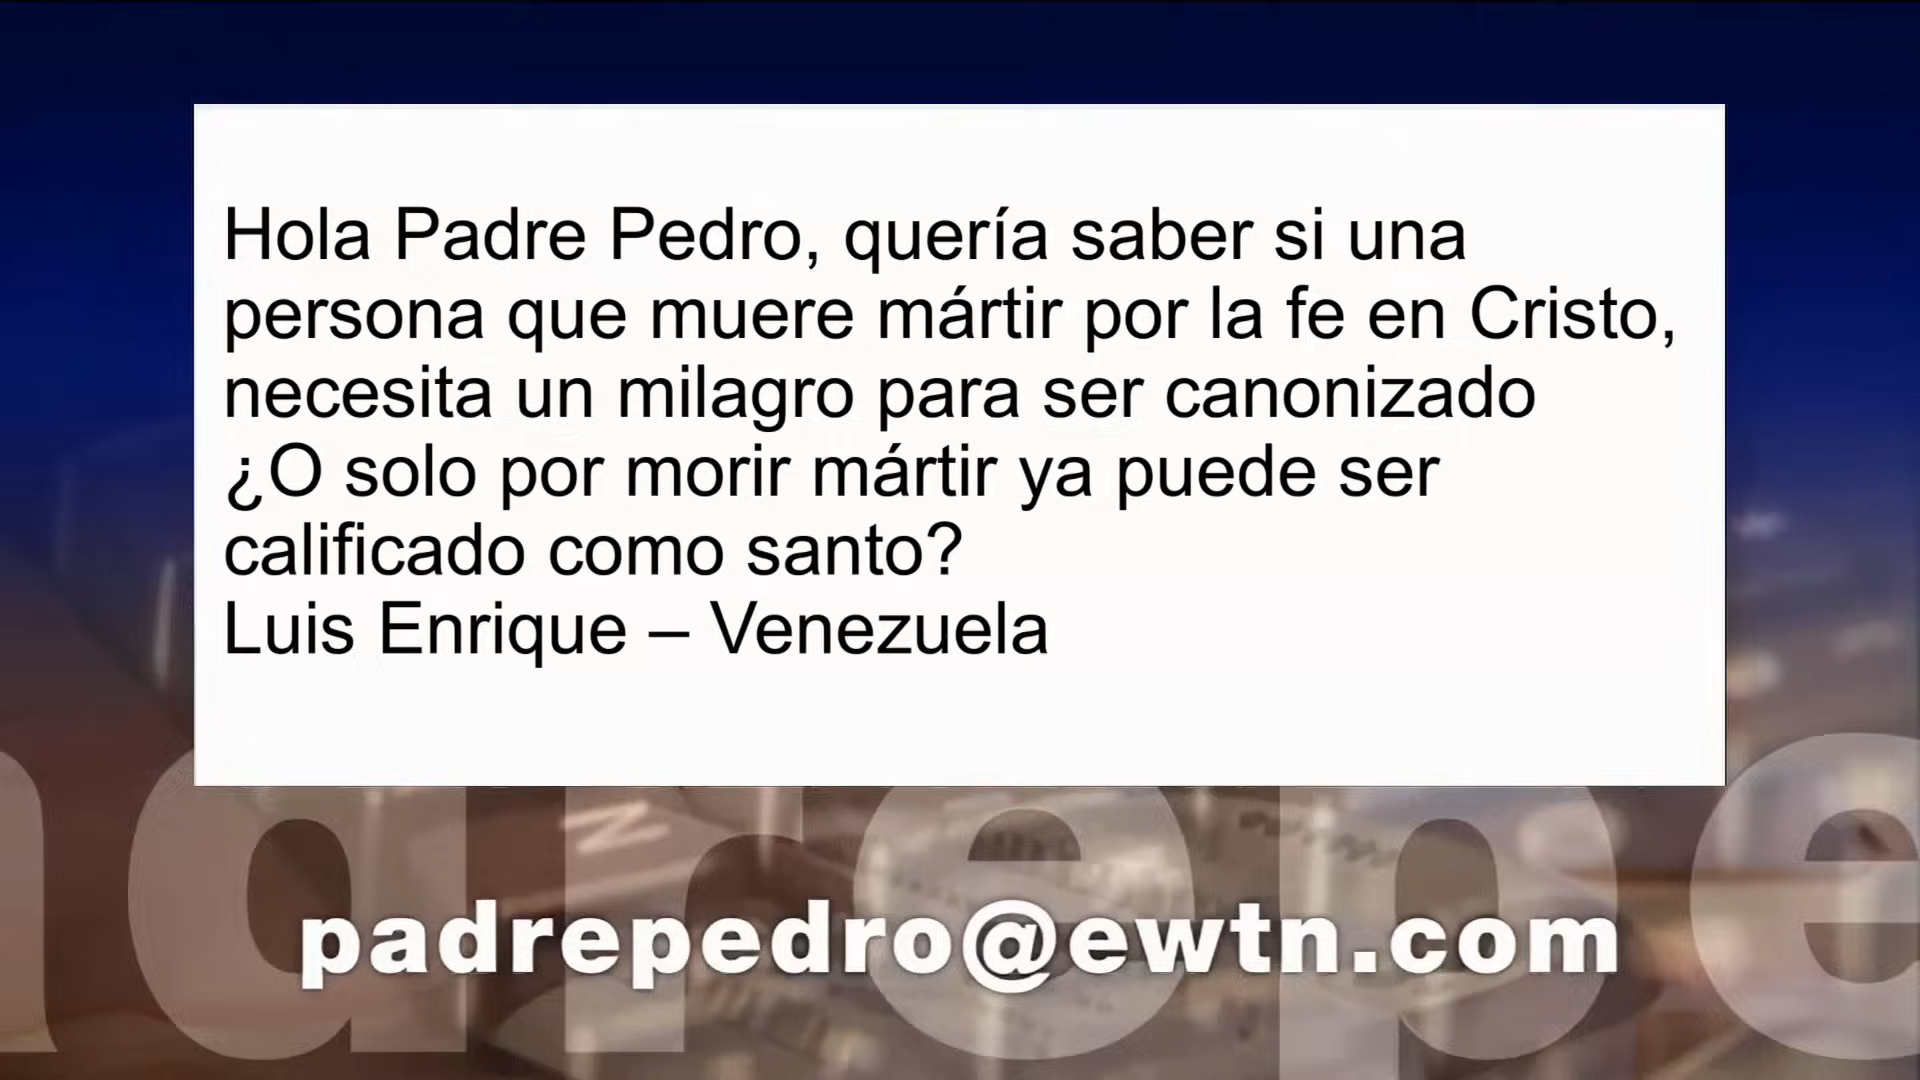 Hola Padre Pedro, quería saber si una
persona que muere mártir por la fe en Cristo,
necesita un milagro para ser canonizado
¿O solo por morir mártir ya puede ser
calificado como santo?
Luis Enrique – Venezuela
adrepe
padrepedro@ewtn.com